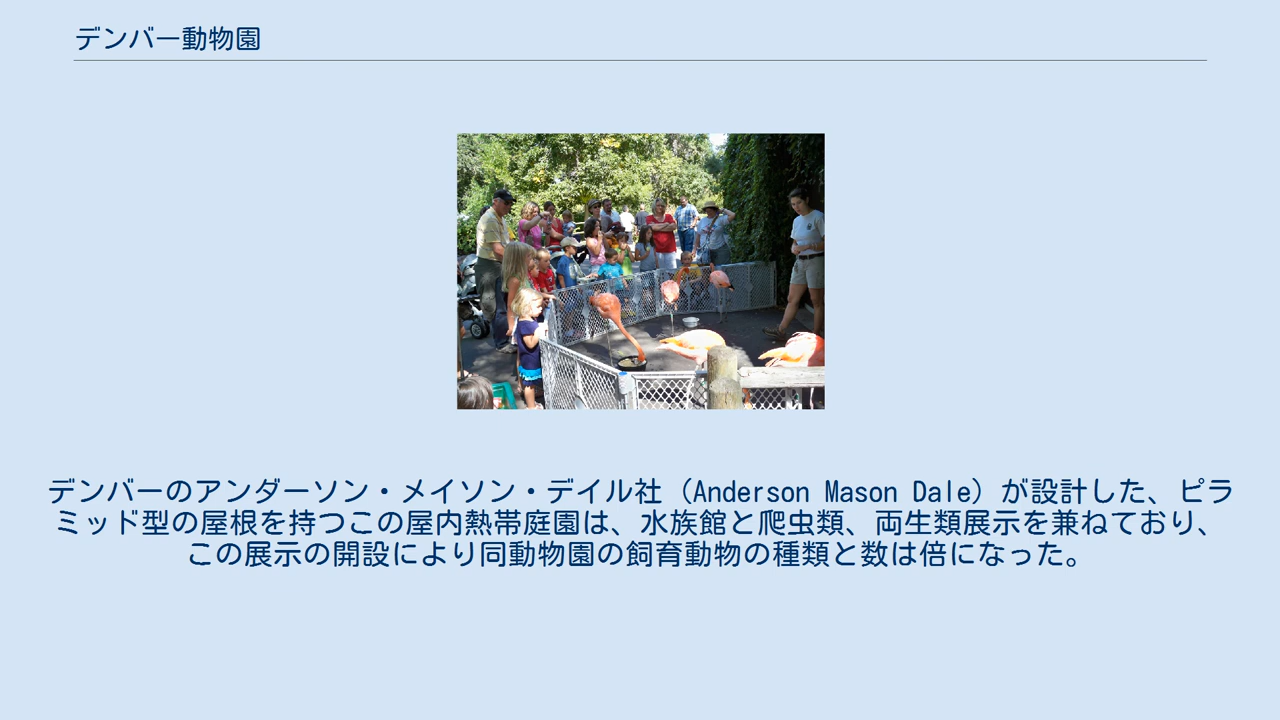 デンバー動物園
デンバーのアンダーソン・メイソン・デイル社（Anderson Mason Dale）が設計した、ピラ
ミッド型の屋根を持つこの屋内熱帯庭園は、水族館と爬虫類、両生類展示を兼ねており、
この展示の開設により同動物園の飼育動物の種類と数は倍になった。